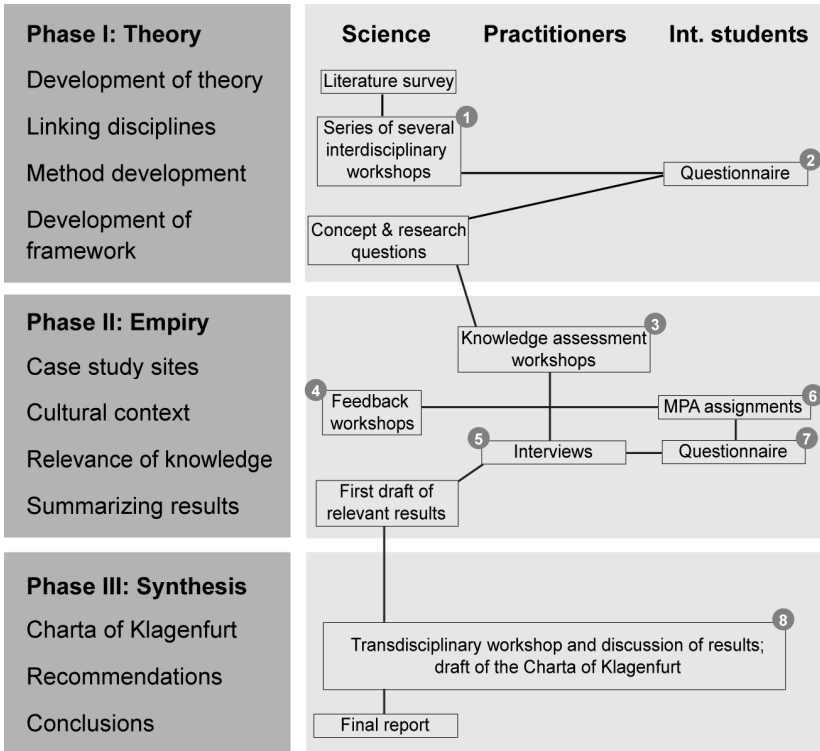 Phase I: Theory
Development of theory
Linking disciplines
Method development
Development of
framework
Science
Practitioners
Int. students
Literature survey
1
Series of several
interdisciplinary
workshops
2
Questionnaire
Concept & research
questions
Phase II: Empiry
Case study sites
Cultural context
Relevance of knowledge
Summarizing results
3
Knowledge assessment
workshops
4
Feedback
workshops
6
MPA assignments
5
Interviews
7
Questionnaire
First draft of
relevant results
Phase III: Synthesis
Charta of Klagenfurt
Recommendations
Conclusions
8
Transdisciplinary workshop and discussion of results;
draft of the Charta of Klagenfurt
Final report